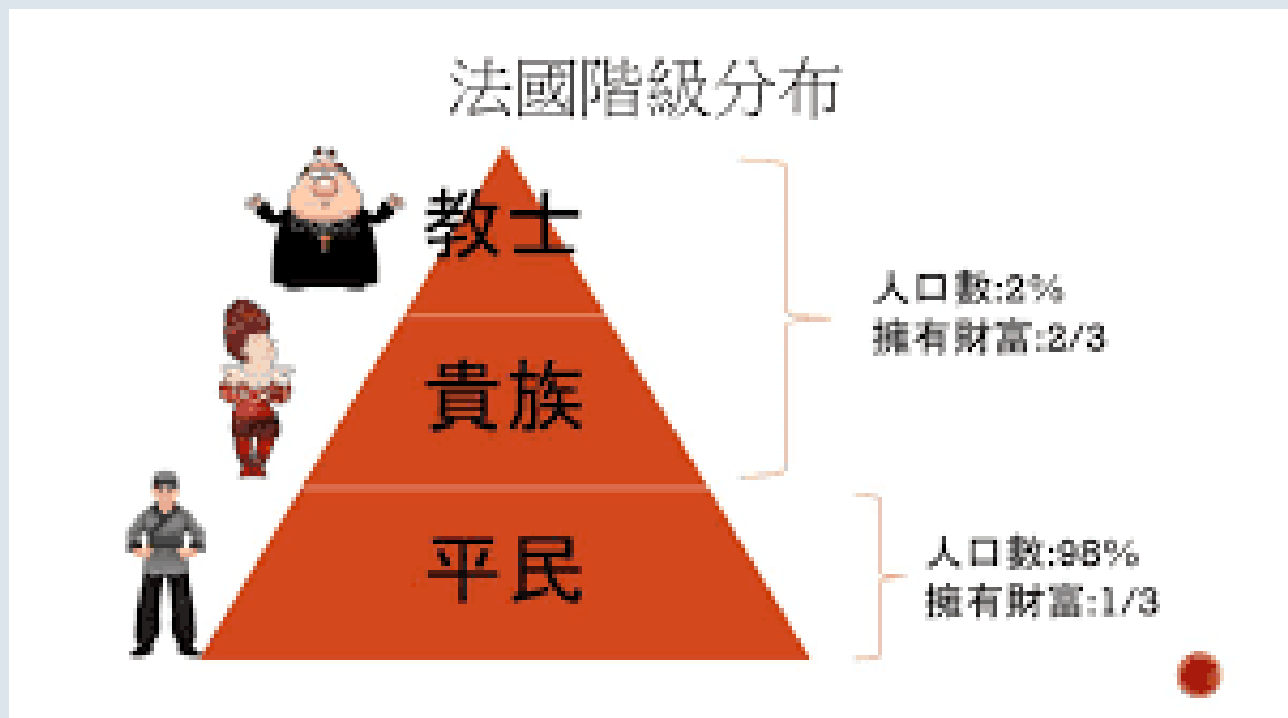 法國階級分布
教士
貴族
人口數:2%
擁有財富:2/3
平民
人口數:98%
擁有財富:1/3